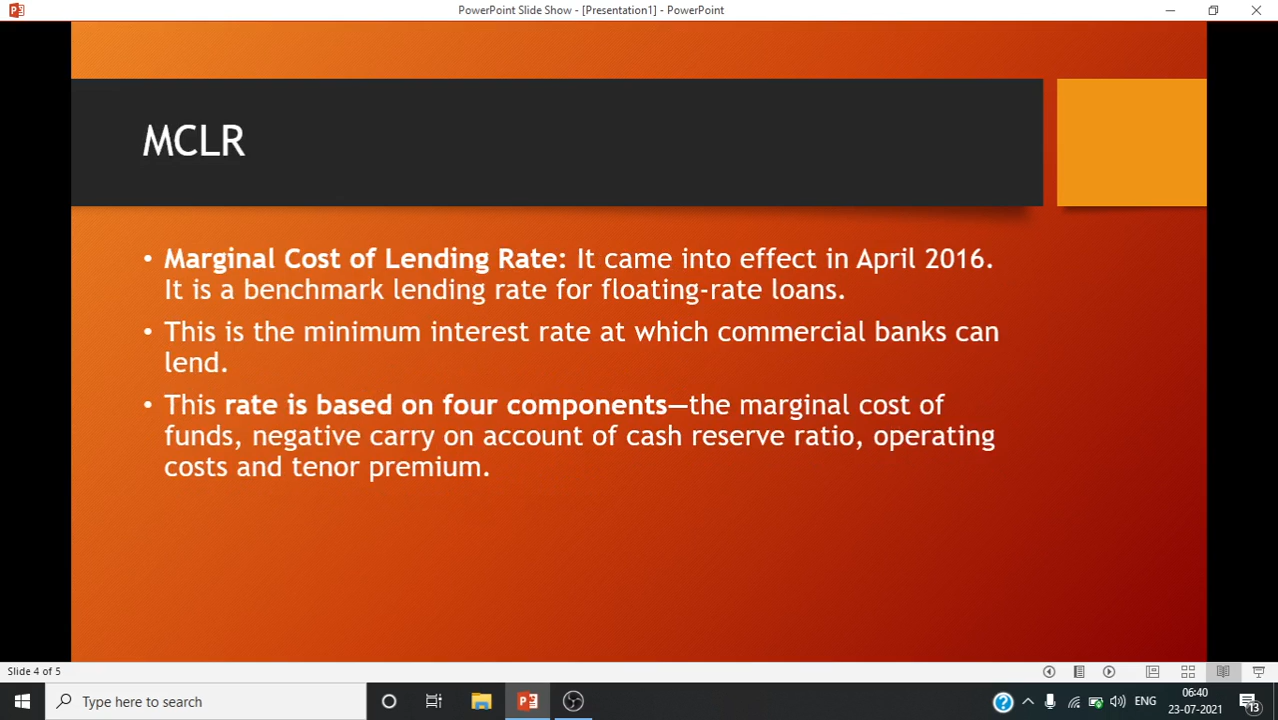 PowerPoint Slide Show - [Presentation1] - PowerPoint
MCLR
• Marginal Cost of Lending Rate: It came into effect in April 2016.
It is a benchmark lending rate for floating-rate loans.
• This is the minimum interest rate at which commercial banks can
lend.
• This rate is based on four components—the marginal cost of
funds, negative carry on account of cash reserve ratio, operating
costs and tenor premium.
Slide 4 of 5
Type here to search
ENG
06:40
23-07-2021
13